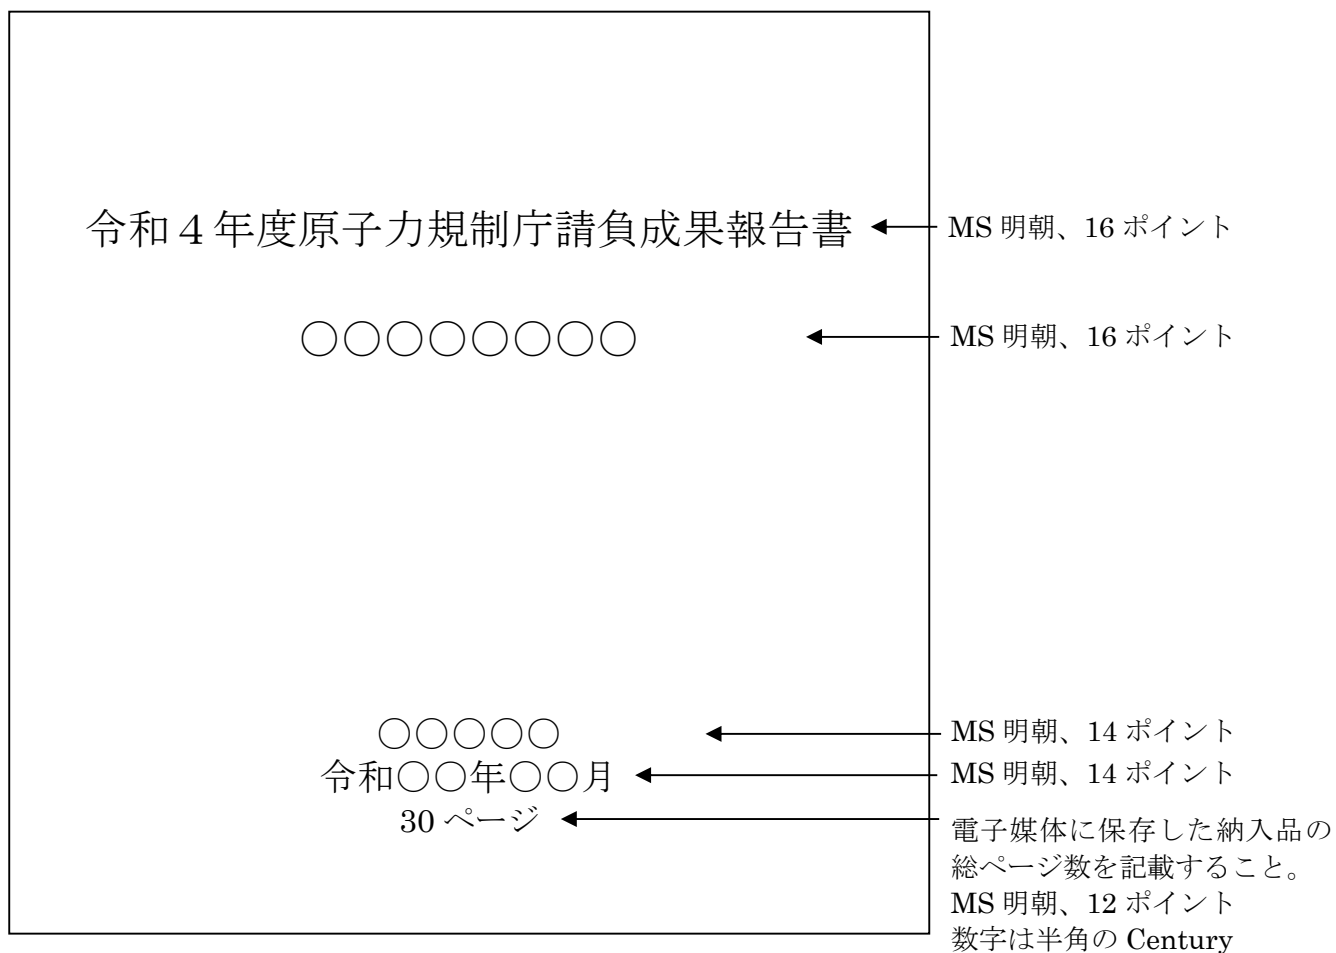 令和４年度原子力規制庁請負成果報告書
MS 明朝、16 ポイント
○○○○○○○○
MS 明朝、16 ポイント
○○○○○
MS 明朝、14 ポイント
令和○○年○○月
MS 明朝、14 ポイント
30 ページ
電子媒体に保存した納入品の
総ページ数を記載すること。
MS 明朝、12 ポイント
数字は半角の Century